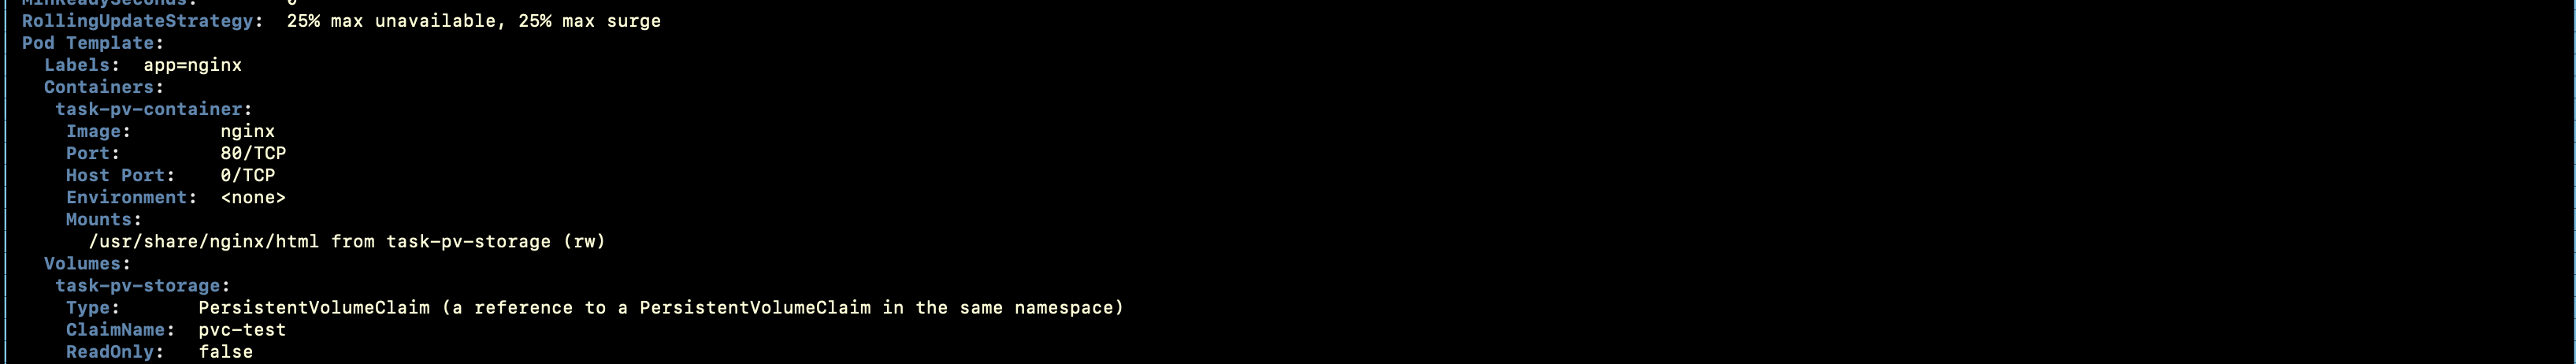 MinReadySeconds: 0
RollingUpdateStrategy: 25% max unavailable, 25% max surge
Pod Template:
Labels: app=nginx
Containers:
task-pv-container:
Image: nginx
Port: 80/TCP
Host Port: 0/TCP
Environment: <none>
Mounts:
/usr/share/nginx/html from task-pv-storage (rw)
Volumes:
task-pv-storage:
Type: PersistentVolumeClaim (a reference to a PersistentVolumeClaim in the same namespace)
ClaimName: pvc-test
ReadOnly: false